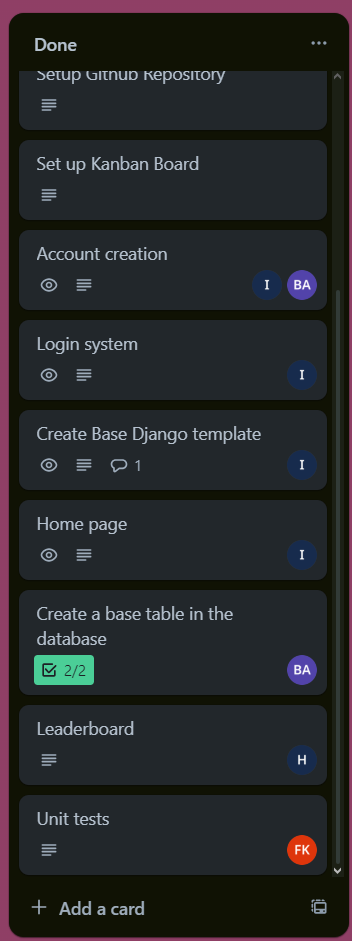 Done
Setup Github Repository
Set up Kanban Board
Account creation
I BA
Login system
I
Create Base Django template
1 I
Home page
I
Create a base table in the
database
2/2 BA
Leaderboard
H
Unit tests
FK
Add a card